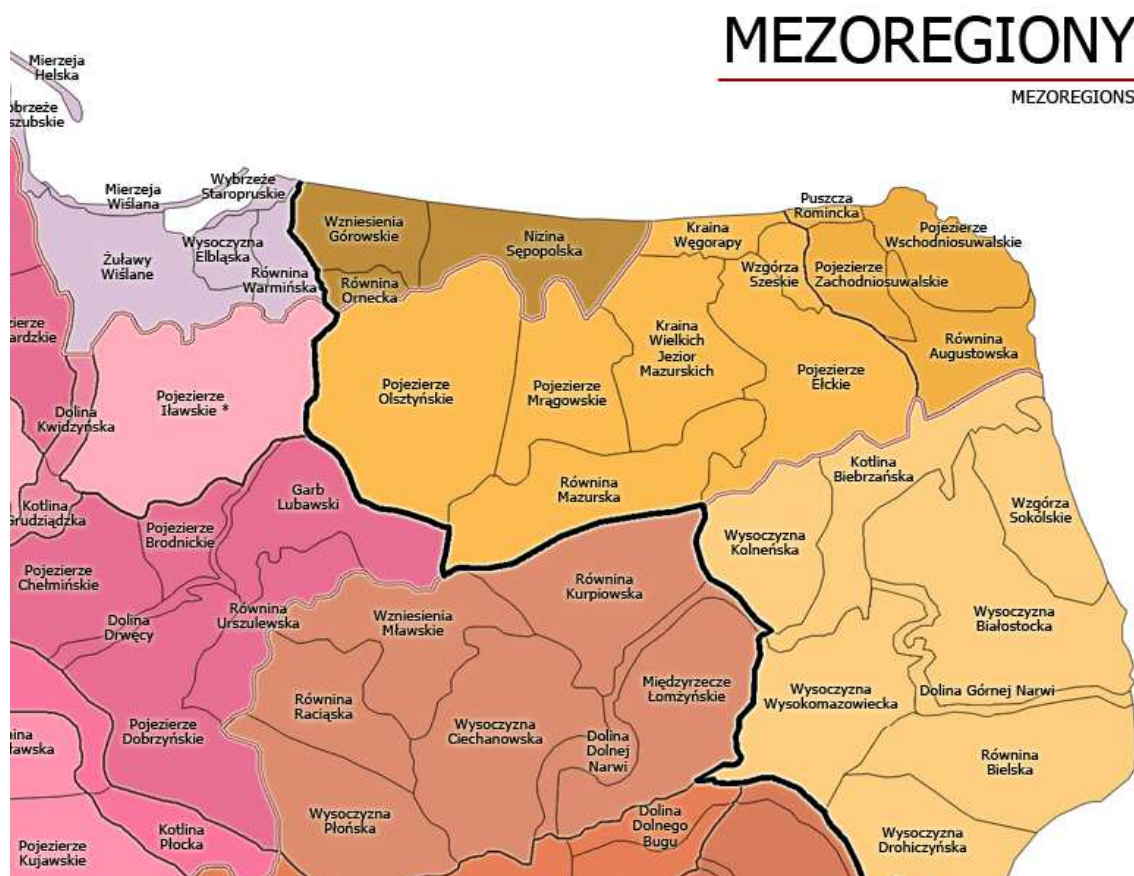 MEZOREGIONY
MEZOREGIONS
Mierzeja
Helska
Mierzeja
Wiślana
Wybrzeże
Staropruskie
Wysoczyzna
Elbląska
Żuławy
Wiślane
Równina
Warmińska
Wzniesienia
Górowskie
Nizina
Sępopolska
Równina
Ornecka
Kraina
Węgorapy
Puszcza
Romincka
Pojezierze
Wschodniosuwalskie
Wzgórza
Szeskie
Pojezierze
Zachodniosuwalskie
Równina
Augustowska
Kraina
Wielkich
Jezior
Mazurskich
Pojezierze
Ełckie
Pojezierze
Olsztyńskie
Pojezierze
Mrągowskie
Pojezierze
Iławskie *
Dolina
Kwidzyńska
Równina
Mazurska
Kotlina
Biebrzańska
Garb
Lubawski
Kotlina
Grudziądzka
Pojezierze
Brodnickie
Wysoczyzna
Kolneńska
Wzgórza
Sokólskie
Pojezierze
Chełmińskie
Dolina
Drwęcy
Równina
Urszulewska
Wzniesienia
Mławskie
Równina
Kurpiowska
Wysoczyzna
Białostocka
Międzyrzecze
Łomżyńskie
Wysoczyzna
Wysokomazowiecka
Dolina Górnej Narwi
Równina
Raciąska
Pojezierze
Dobrzyńskie
Wysoczyzna
Ciechanowska
Dolina
Dolnej
Narwi
Równina
Bielska
Wysoczyzna
Płońska
Dolina
Dolnego
Bugu
Wysoczyzna
Drohiczyńska
Kotlina
Płocka
Pojezierze
Kujawskie